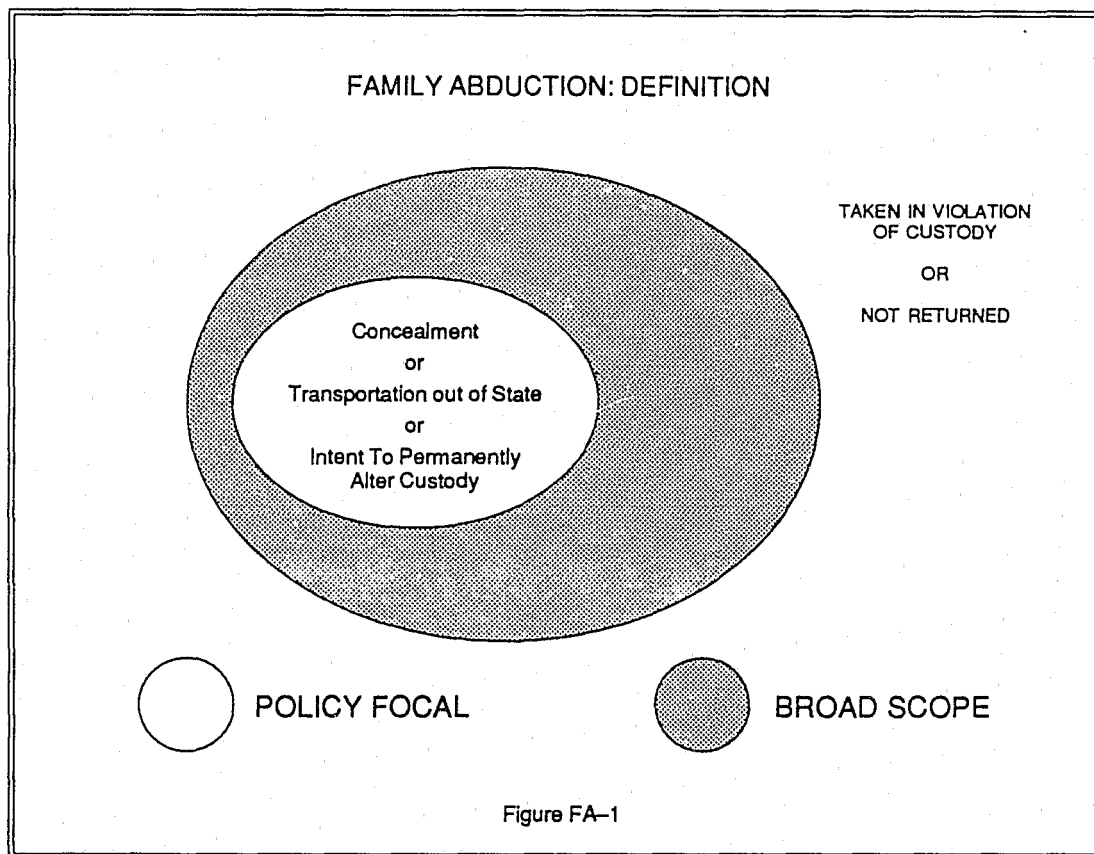 FAMILY ABDUCTION: DEFINITION
TAKEN IN VIOLATION
OF CUSTODY
OR
NOT RETURNED
Concealment
or
Transportation out of State
or
Intent To Permanently
Alter Custody
POLICY FOCAL
BROAD SCOPE
Figure FA–1